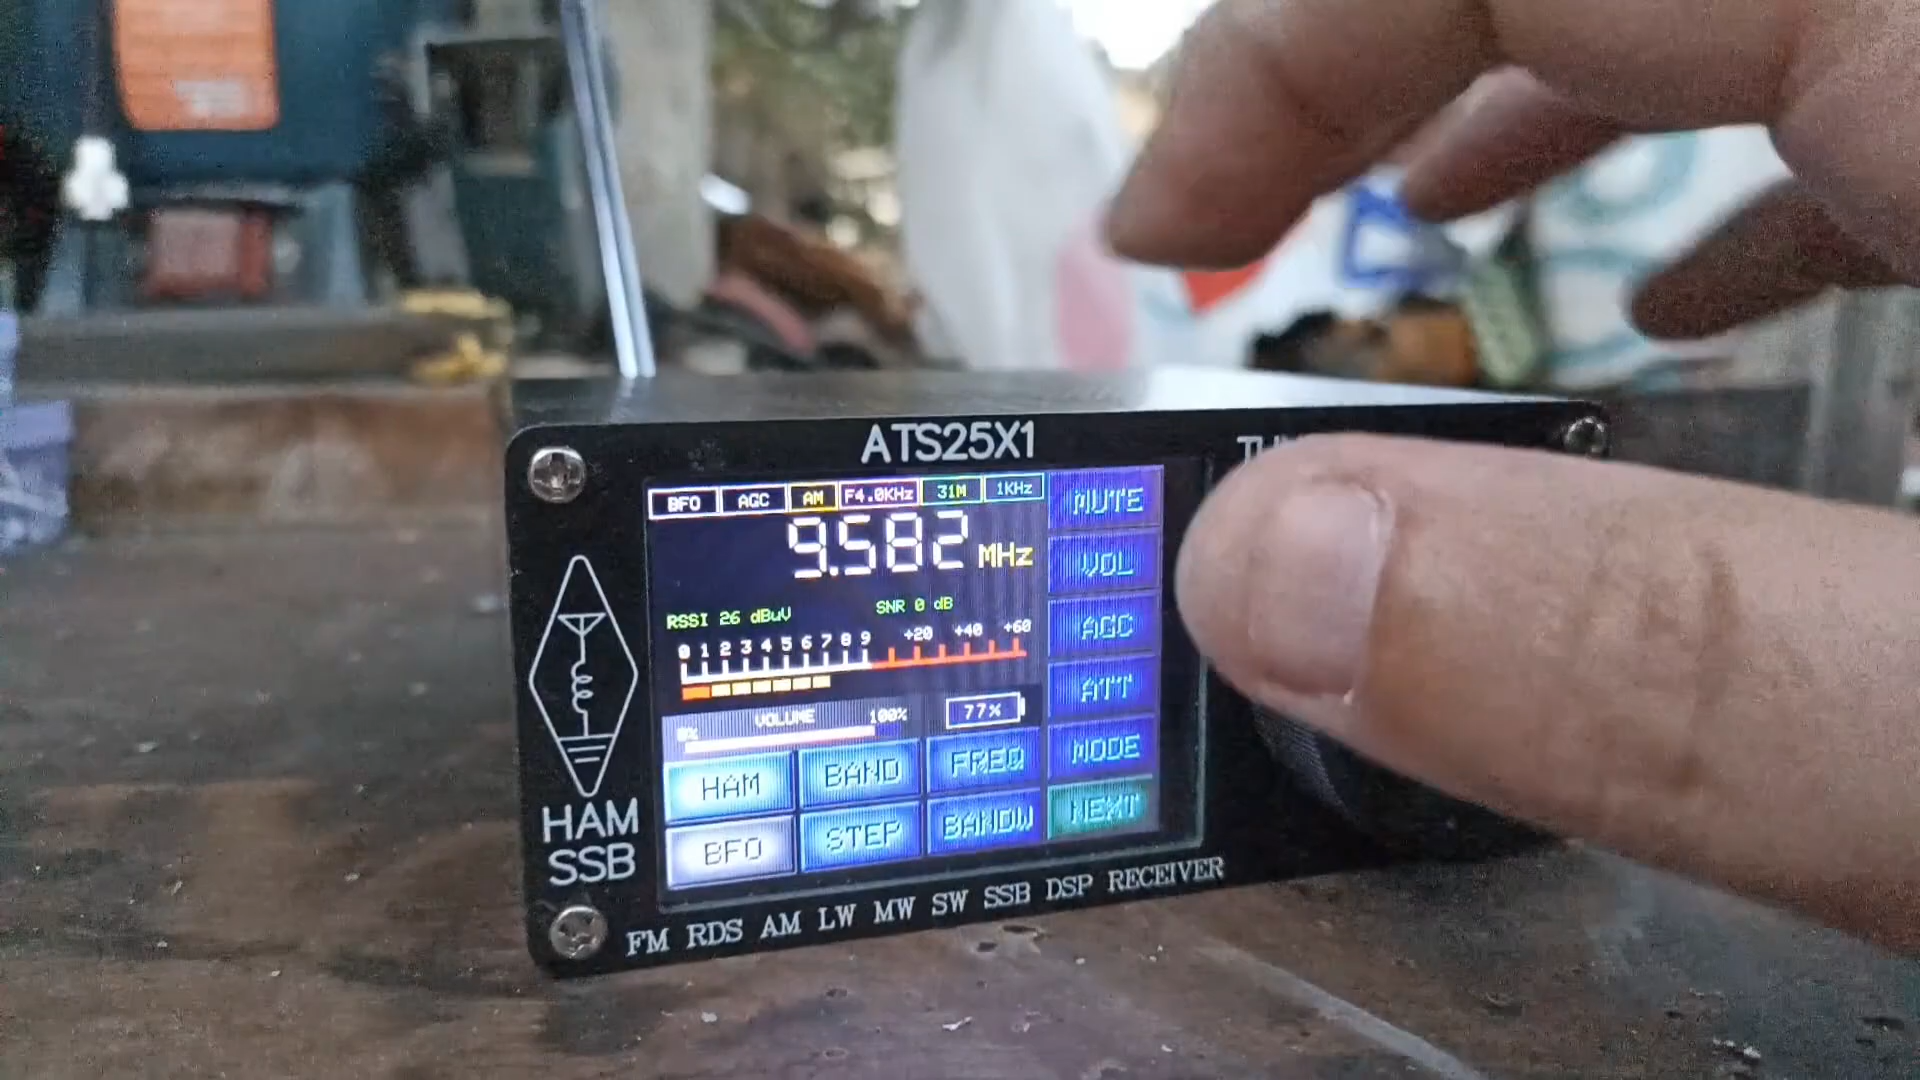 ATS25X1
BFO AGC AM F4.0KHz 31M 1KHz
9.582 MHz
RSSI 26 dBuV SNR 0 dB
0 1 2 3 4 5 6 7 8 9 +20 +40 +60
VOLUME 100% 77%
0%
HAM BAND FREQ
BFO STEP BANDW
MUTE
VOL
AGC
ATT
MODE
NEXT
HAM
SSB
FM RDS AM LW MW SW SSB DSP RECEIVER